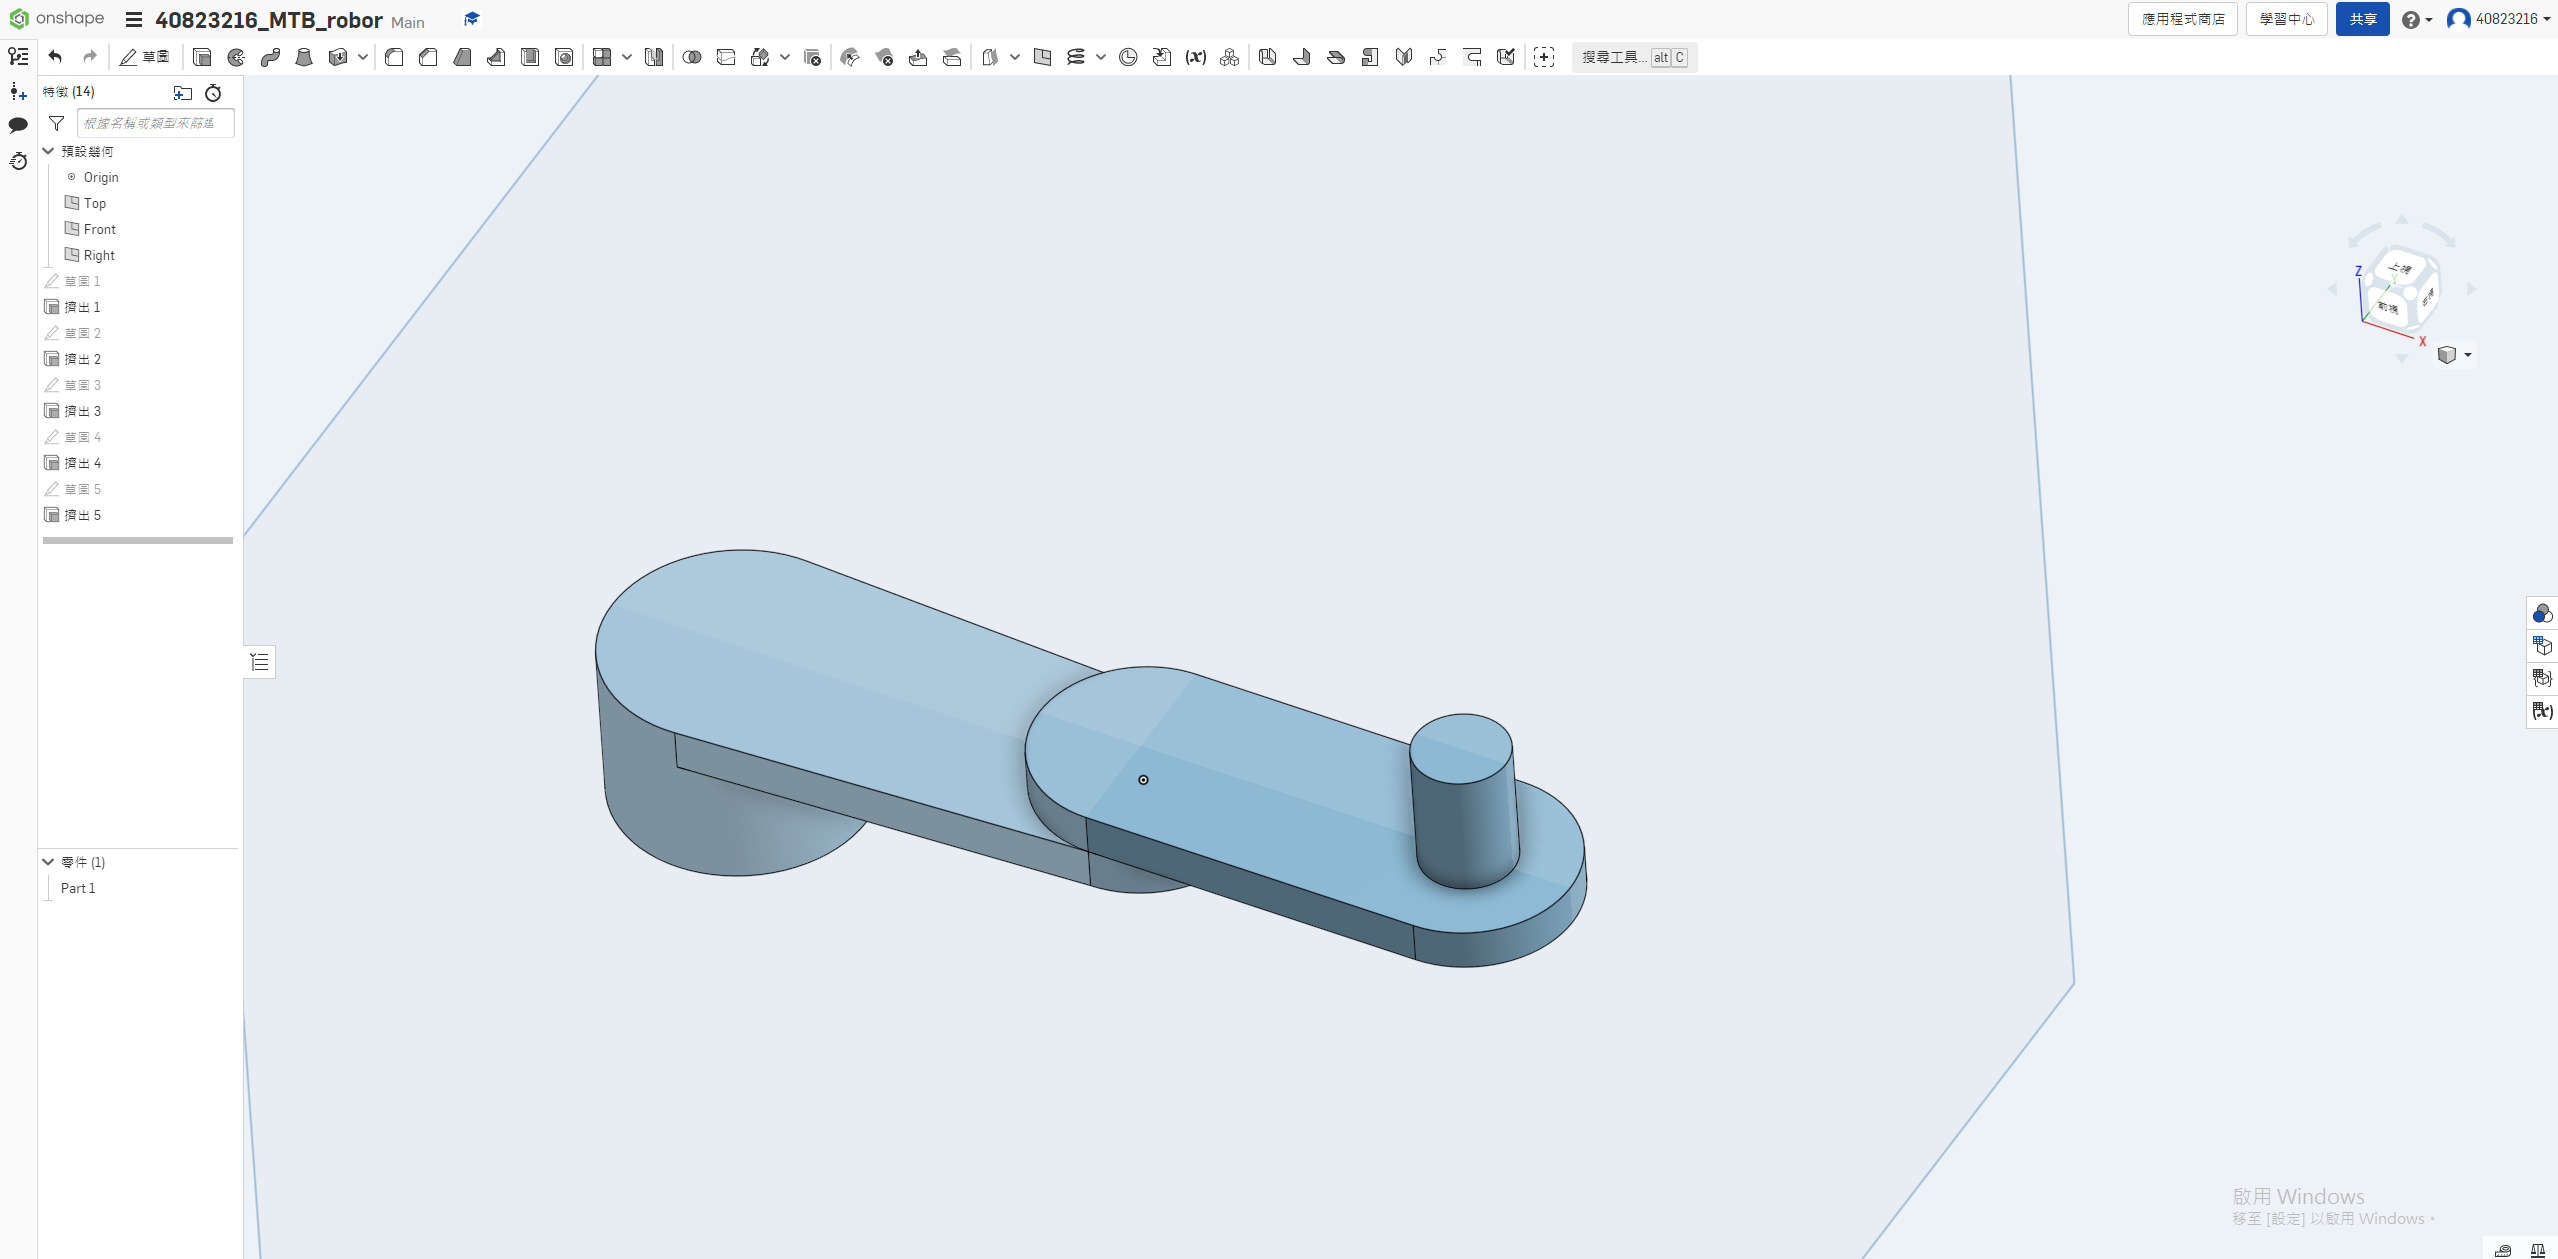 onshape
40823216_MTB_robor Main
應用程式商店
學習中心
共享
40823216
草圖
搜尋工具... alt C
特徵 (14)
根據名稱或類型來篩選
預設幾何
Origin
Top
Front
Right
草圖 1
擠出 1
草圖 2
擠出 2
草圖 3
擠出 3
草圖 4
擠出 4
草圖 5
擠出 5
零件 (1)
Part 1
Z
上視
前視
右視
X
啟用 Windows
移至 [設定] 以啟用 Windows。